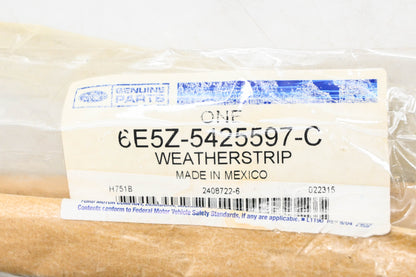 GENUINE
PARTS
ONE
6E5Z-5425597-C
WEATHERSTRIP
MADE IN MEXICO
H751B 2408722-6 022315
Contents conform to Federal Motor Vehicle Safety Standards, if any are applicable.